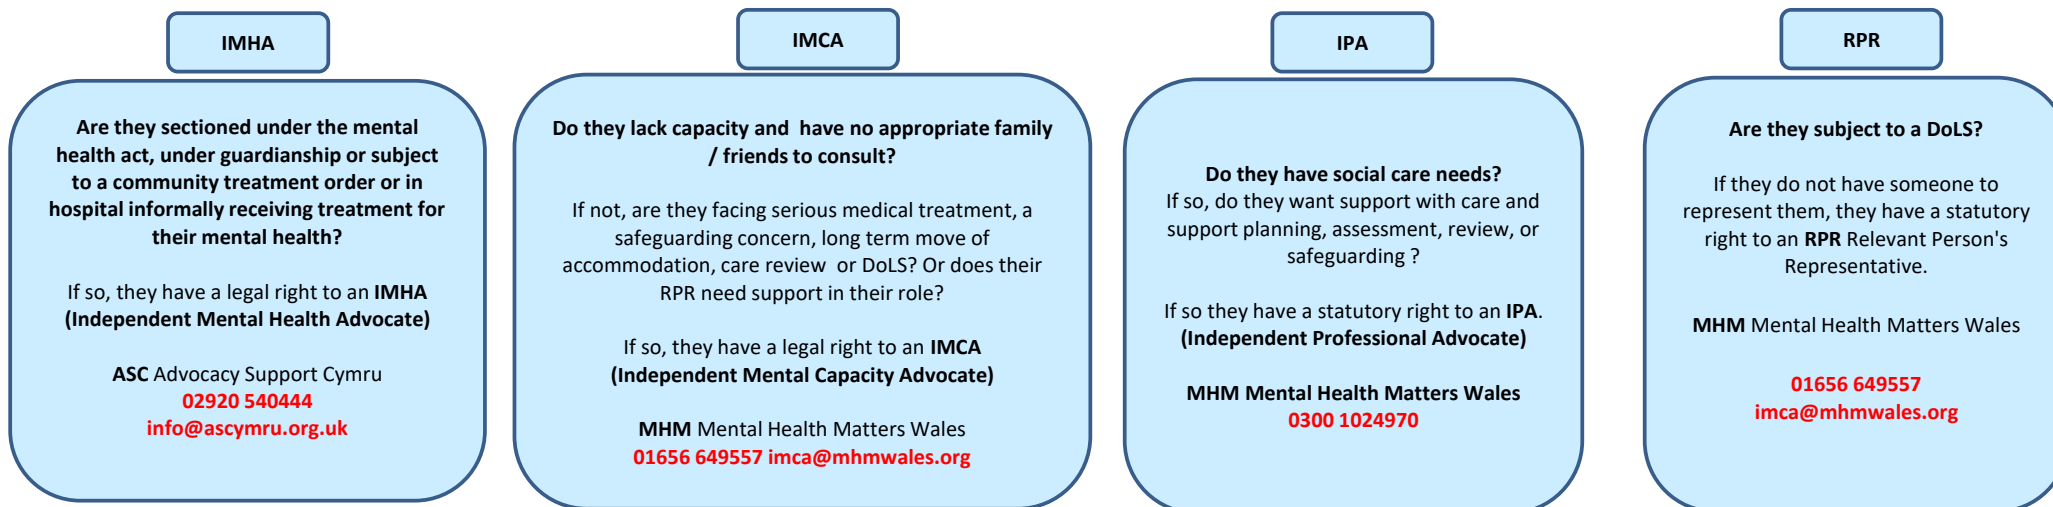 IMHA
Are they sectioned under the mental
health act, under guardianship or subject
to a community treatment order or in
hospital informally receiving treatment for
their mental health?
If so, they have a legal right to an IMHA
(Independent Mental Health Advocate)
ASC Advocacy Support Cymru
02920 540444
info@ascymru.org.uk
IMCA
Do they lack capacity and have no appropriate family
/ friends to consult?
If not, are they facing serious medical treatment, a
safeguarding concern, long term move of
accommodation, care review or DoLS? Or does their
RPR need support in their role?
If so, they have a legal right to an IMCA
(Independent Mental Capacity Advocate)
MHM Mental Health Matters Wales
01656 649557 imca@mhmwales.org
IPA
Do they have social care needs?
If so, do they want support with care and
support planning, assessment, review, or
safeguarding ?
If so they have a statutory right to an IPA.
(Independent Professional Advocate)
MHM Mental Health Matters Wales
0300 1024970
RPR
Are they subject to a DoLS?
If they do not have someone to
represent them, they have a statutory
right to an RPR Relevant Person's
Representative.
MHM Mental Health Matters Wales
01656 649557
imca@mhmwales.org